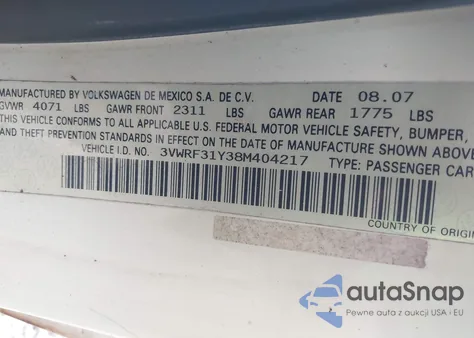 MANUFACTURED BY VOLKSWAGEN DE MEXICO S.A. DE C.V. DATE 08.07
GVWR 4071 LBS GAWR FRONT 2311 LBS GAWR REAR 1775 LBS
THIS VEHICLE CONFORMS TO ALL APPLICABLE U.S. FEDERAL MOTOR VEHICLE SAFETY, BUMPER,
AND THEFT PREVENTION STANDARDS IN EFFECT ON THE DATE OF MANUFACTURE SHOWN ABOVE
VEHICLE I.D. NO. 3VWRF31Y38M404217 TYPE: PASSENGER CAR
COUNTRY OF ORIGIN
autoSnap
Pewne auta z aukcji USA i EU